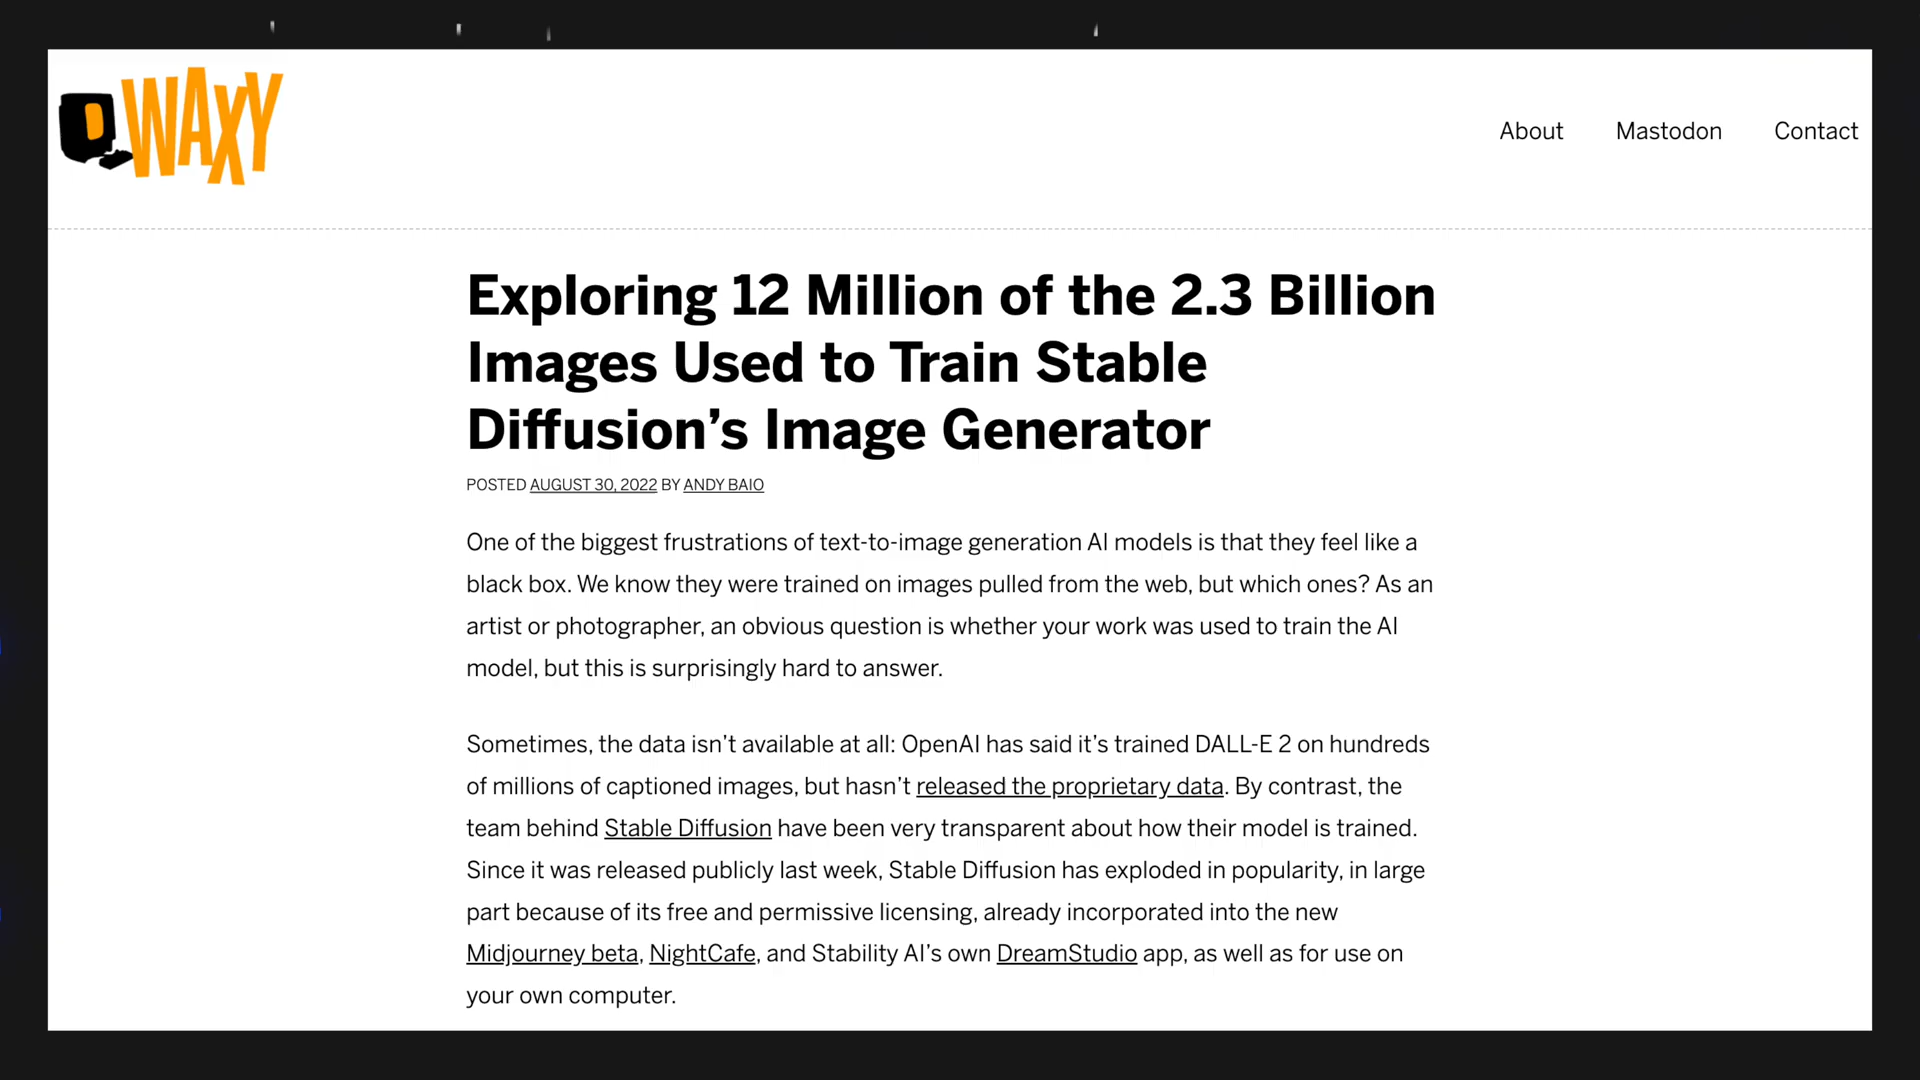 WAXY
About Mastodon Contact
Exploring 12 Million of the 2.3 Billion
Images Used to Train Stable
Diffusion’s Image Generator
POSTED AUGUST 30, 2022 BY ANDY BAIO
One of the biggest frustrations of text-to-image generation AI models is that they feel like a
black box. We know they were trained on images pulled from the web, but which ones? As an
artist or photographer, an obvious question is whether your work was used to train the AI
model, but this is surprisingly hard to answer.
Sometimes, the data isn’t available at all: OpenAI has said it’s trained DALL-E 2 on hundreds
of millions of captioned images, but hasn’t released the proprietary data. By contrast, the
team behind Stable Diffusion have been very transparent about how their model is trained.
Since it was released publicly last week, Stable Diffusion has exploded in popularity, in large
part because of its free and permissive licensing, already incorporated into the new
Midjourney beta, NightCafe, and Stability AI’s own DreamStudio app, as well as for use on
your own computer.